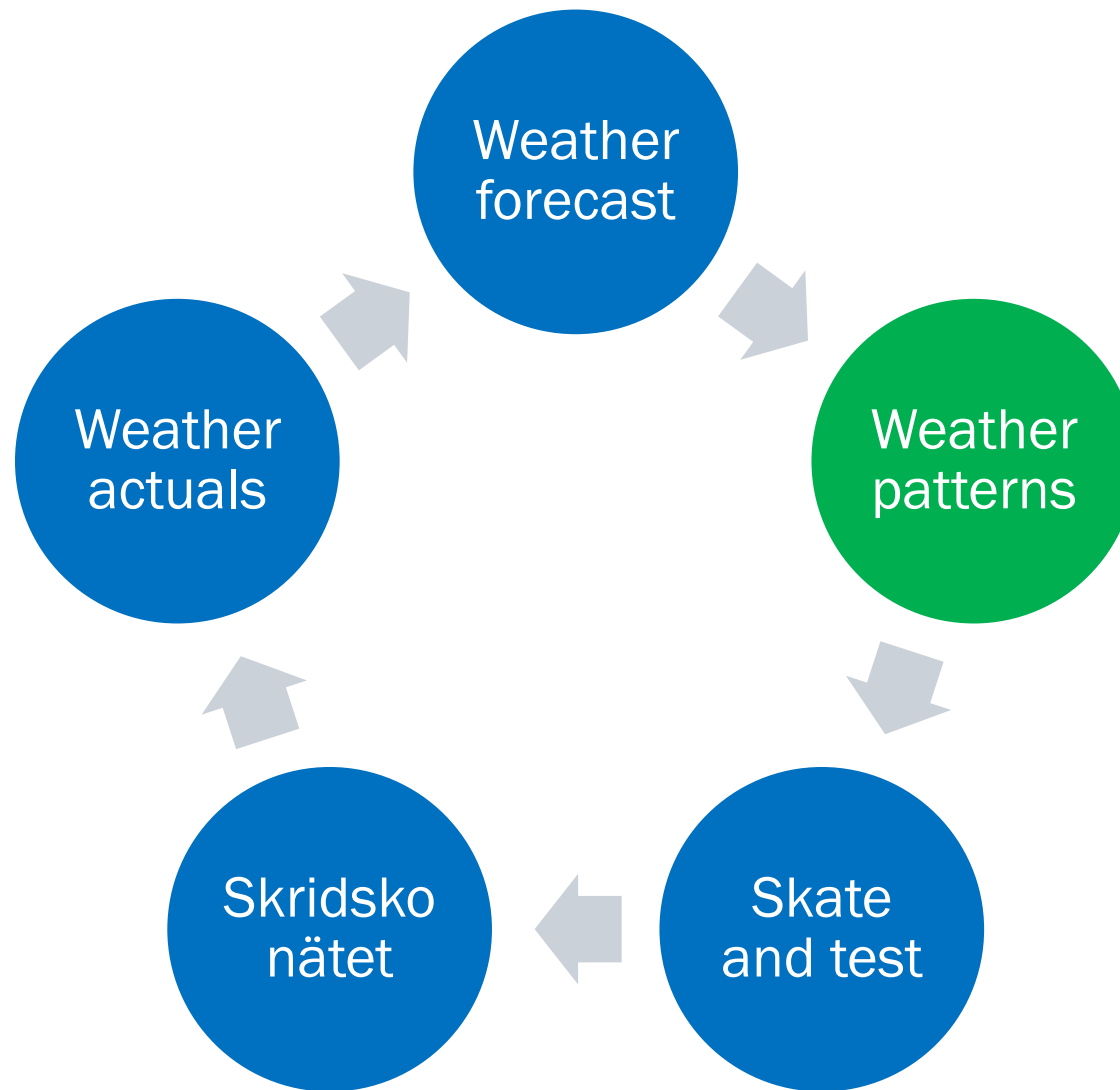 Weather
forecast
Weather
patterns
Skate
and test
Skridsko
nätet
Weather
actuals